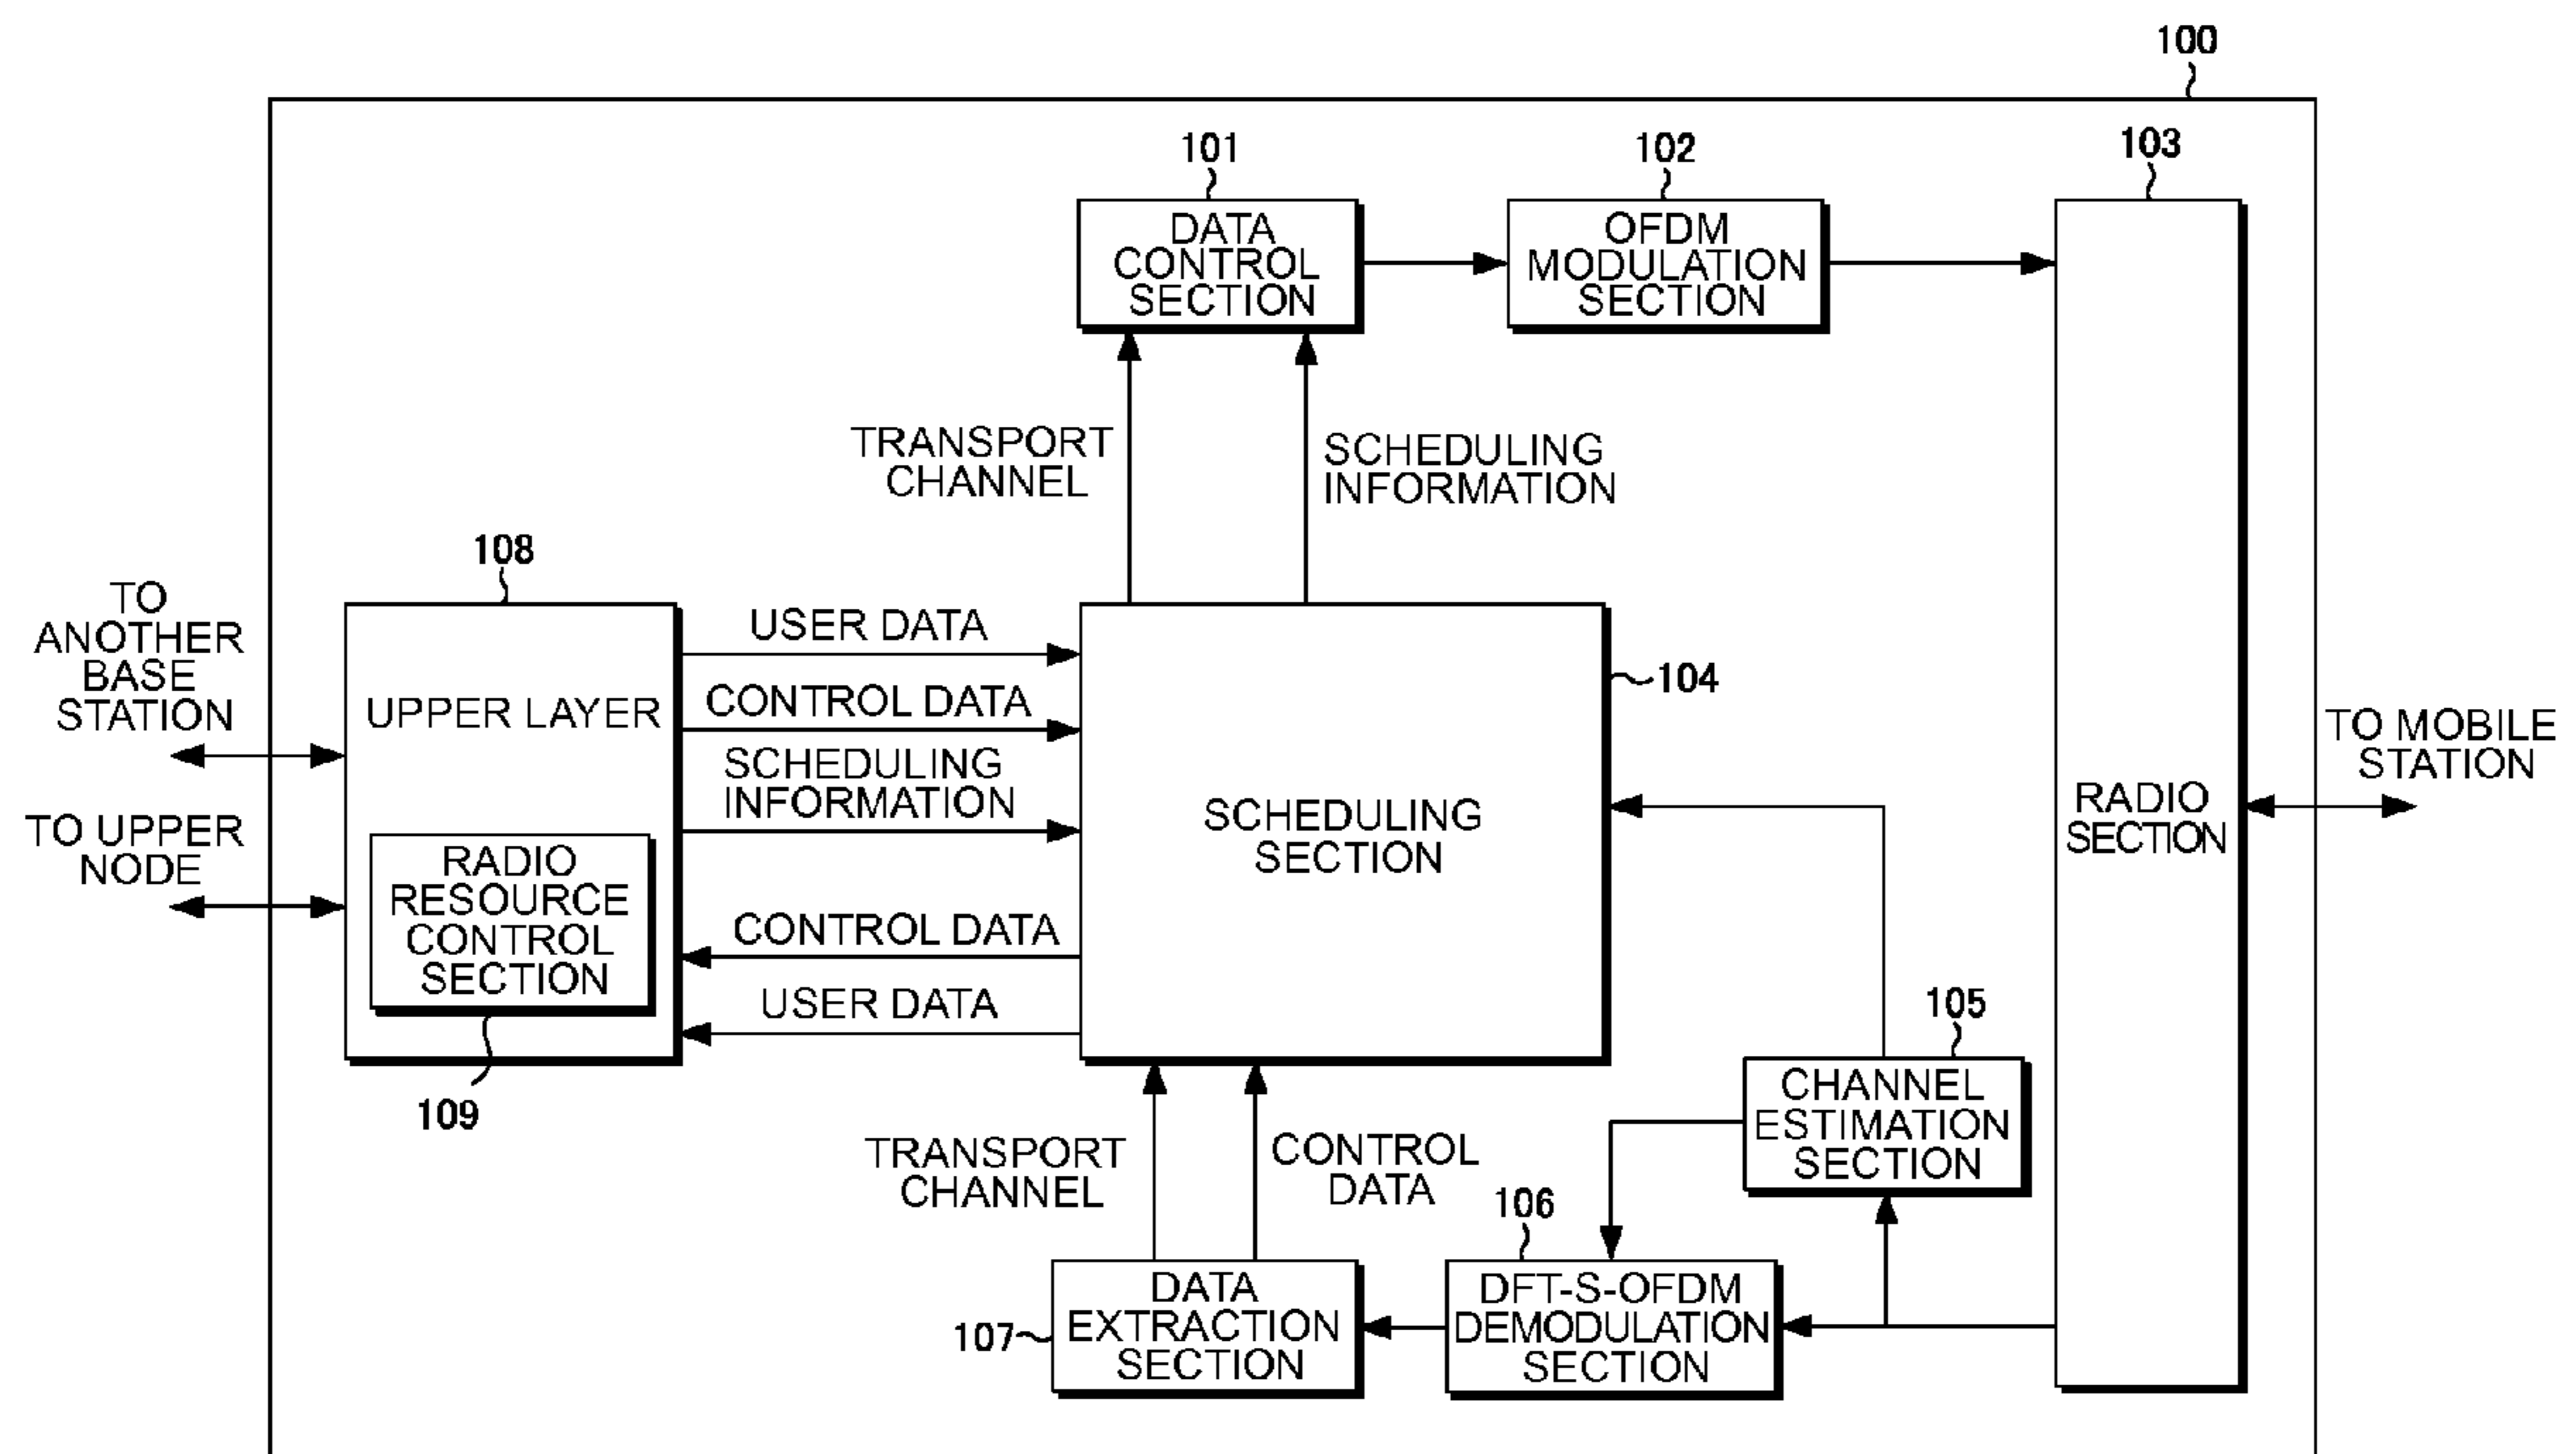 100
101
102
103
DATA
CONTROL
SECTION
OFDM
MODULATION
SECTION
TRANSPORT
CHANNEL
SCHEDULING
INFORMATION
108
TO
ANOTHER
BASE
STATION
UPPER LAYER
USER DATA
CONTROL DATA
SCHEDULING
INFORMATION
104
TO MOBILE
STATION
SCHEDULING
SECTION
RADIO
SECTION
TO UPPER
NODE
RADIO
RESOURCE
CONTROL
SECTION
CONTROL DATA
USER DATA
109
105
CHANNEL
ESTIMATION
SECTION
TRANSPORT
CHANNEL
CONTROL
DATA
106
107
DATA
EXTRACTION
SECTION
DFT-S-OFDM
DEMODULATION
SECTION